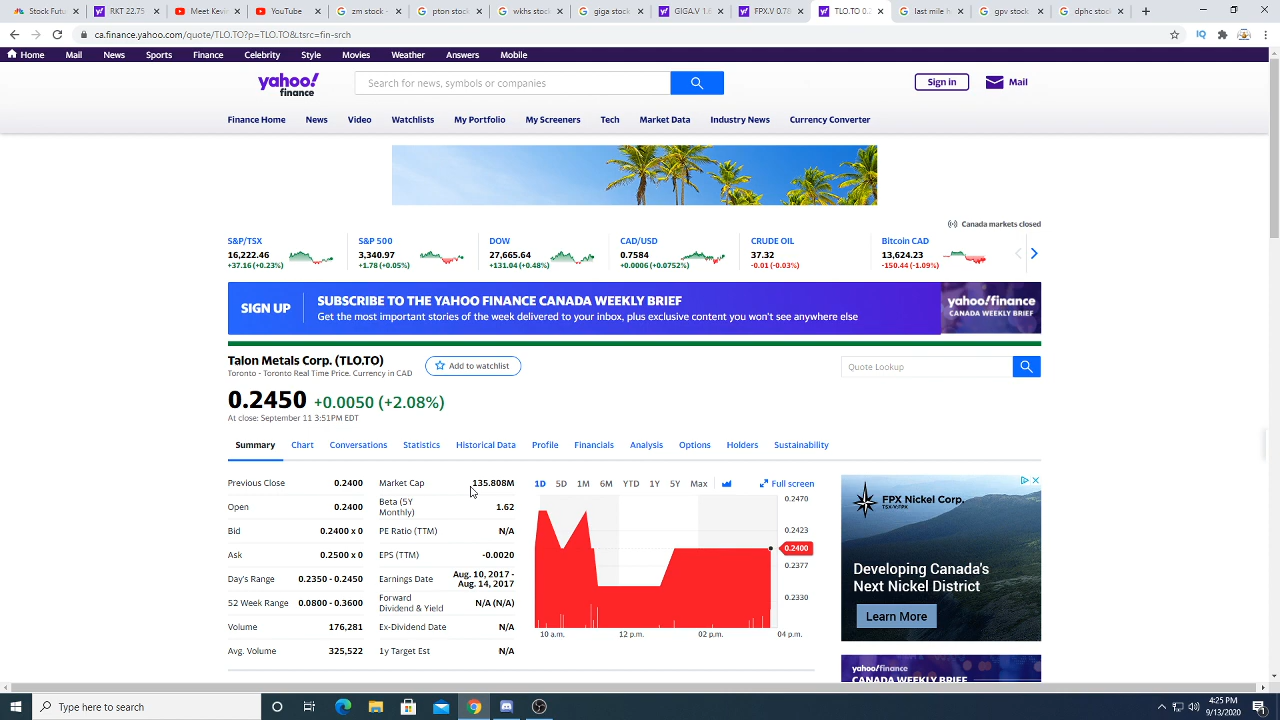 Stock Futu
RKT 22.75
Meet Kevi
YouTube
zm stock -
pton stock
wkhs stock
gigs stock
GIGA.V 1.
FPX.V 0.78
TLO.TO 0.
last mile h
gpv stock
dphc stock
ca.finance.yahoo.com/quote/TLO.TO?p=TLO.TO&tsrc=fin-srch
Home Mail News Sports Finance Celebrity Style Movies Weather Answers Mobile
yahoo!
finance
Search for news, symbols or companies
Sign in
Mail
Finance Home News Video Watchlists My Portfolio My Screeners Tech Market Data Industry News Currency Converter
Canada markets closed
S&P/TSX
16,222.46
+37.16 (+0.23%)
S&P 500
3,340.97
+1.78 (+0.05%)
DOW
27,665.64
+131.04 (+0.48%)
CAD/USD
0.7584
+0.0006 (+0.0752%)
CRUDE OIL
37.32
-0.01 (-0.03%)
Bitcoin CAD
13,624.23
-150.44 (-1.09%)
SIGN UP
SUBSCRIBE TO THE YAHOO FINANCE CANADA WEEKLY BRIEF
Get the most important stories of the week delivered to your inbox, plus exclusive content you won't see anywhere else
yahoo!finance
CANADA WEEKLY BRIEF
Talon Metals Corp. (TLO.TO)
Toronto - Toronto Real Time Price. Currency in CAD
Add to watchlist
Quote Lookup
0.2450 +0.0050 (+2.08%)
At close: September 11 3:51PM EDT
Summary Chart Conversations Statistics Historical Data Profile Financials Analysis Options Holders Sustainability
Previous Close 0.2400
Open 0.2400
Bid 0.2400 x 0
Ask 0.2500 x 0
Day's Range 0.2350 - 0.2450
52 Week Range 0.0800 - 0.3600
Volume 176,281
Avg. Volume 325,522
Market Cap 135.808M
Beta (5Y
Monthly) 1.62
PE Ratio (TTM) N/A
EPS (TTM) -0.0020
Earnings Date Aug. 10, 2017 -
Aug. 14, 2017
Forward
Dividend & Yield N/A (N/A)
Ex-Dividend Date N/A
1y Target Est N/A
1D 5D 1M 6M YTD 1Y 5Y Max
Full screen
0.2470
0.2423
0.2400
0.2377
0.2330
10 a.m. 12 p.m. 02 p.m. 04 p.m.
FPX Nickel Corp.
TSX-V:FPX
Developing Canada's
Next Nickel District
Learn More
yahoo!finance
CANADA WEEKLY BRIEF
Type here to search
4:25 PM
9/13/2020